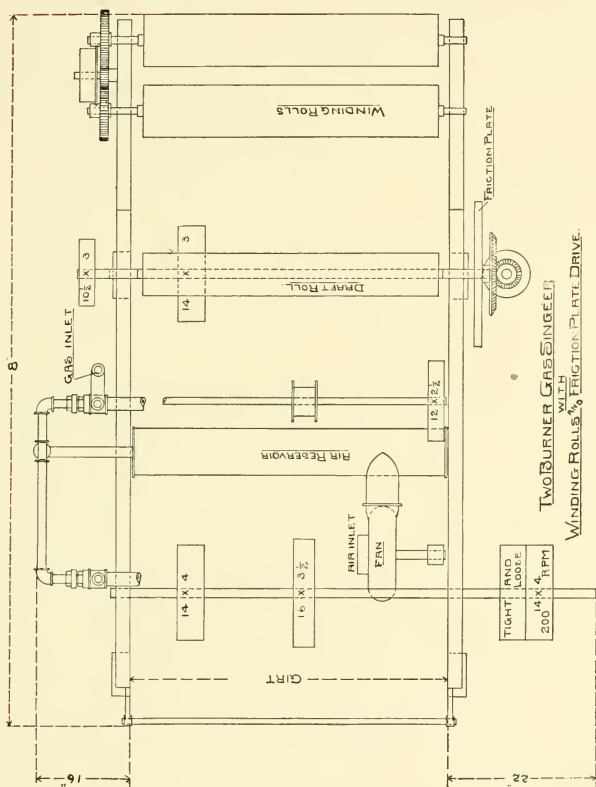 8
WINDING ROLLS
FRICTION PLATE
10½ X 3
14 X 3
DRAFT ROLL
GAS INLET
12 X 2½
AIR RESERVOIR
AIR INLET
FAN
14 X 4
16 X 3½
TIGHT AND
LOOSE
14 X 4
200 RPM
GIRT
16"
22"
TWO BURNER GAS SINGEER
WITH
WINDING ROLLS FRICTION PLATE DRIVE.